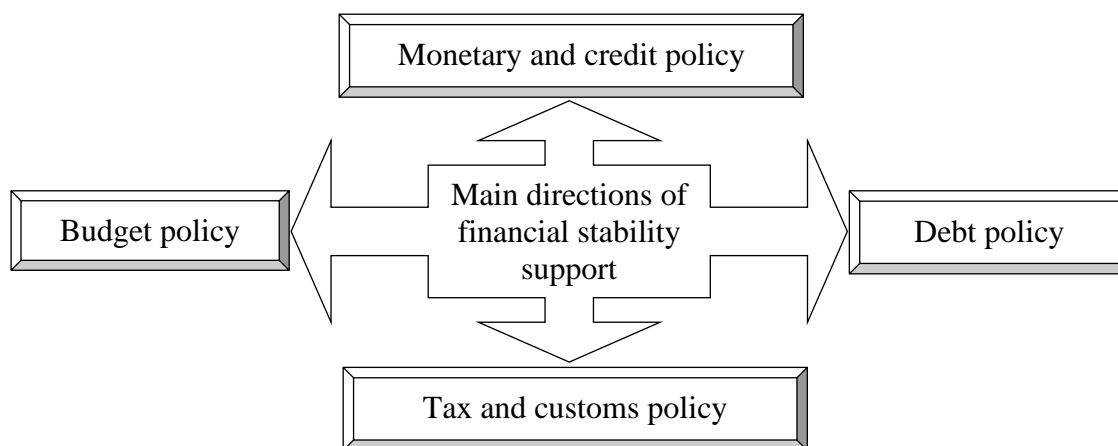 Monetary and credit policy
Budget policy
Main directions of
financial stability
support
Debt policy
Tax and customs policy